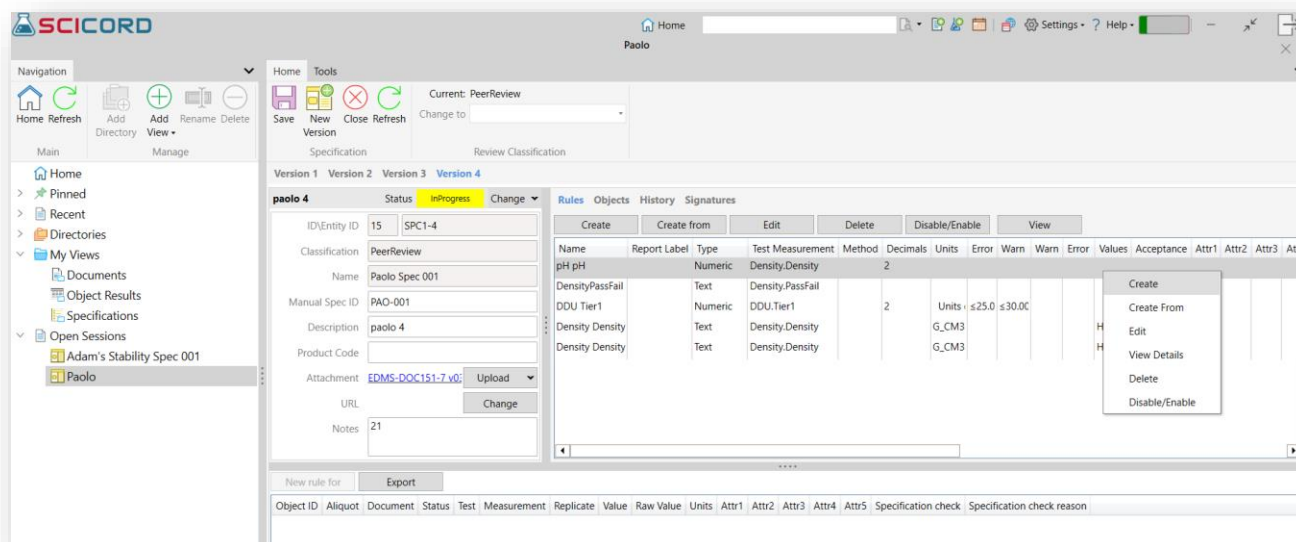 SCICORD
Home
Settings
Help
Paolo
Navigation
Home Tools
Home Refresh Add Directory Add View Rename Delete
Main Manage
Save New Version Close Refresh
Current: PeerReview
Change to
Specification Review Classification
Home
Pinned
Recent
Directories
My Views
Documents
Object Results
Specifications
Open Sessions
Adam's Stability Spec 001
Paolo
Version 1 Version 2 Version 3 Version 4
paolo 4 Status InProgress Change
ID\Entity ID 15 SPC1-4
Classification PeerReview
Name Paolo Spec 001
Manual Spec ID PAO-001
Description paolo 4
Product Code
Attachment EDMS-DOC151-7 Upload
URL Change
Notes 21
Rules Objects History Signatures
Create Create from Edit Delete Disable/Enable View
Name Report Label Type Test Measurement Method Decimals Units Error Warn Warn Error Values Acceptance Attr1 Attr2 Attr3
pH pH Numeric Density.Density 2
DensityPassFail Text Density.PassFail
DDU Tier1 Numeric DDU.Tier1 2 Units ≤25.0 ≤30.00
Density Density Text Density.Density G_CM3 H
Density Density Text Density.Density G_CM3 H
Create
Create From
Edit
View Details
Delete
Disable/Enable
New rule for Export
Object ID Aliquot Document Status Test Measurement Replicate Value Raw Value Units Attr1 Attr2 Attr3 Attr4 Attr5 Specification check Specification check reason